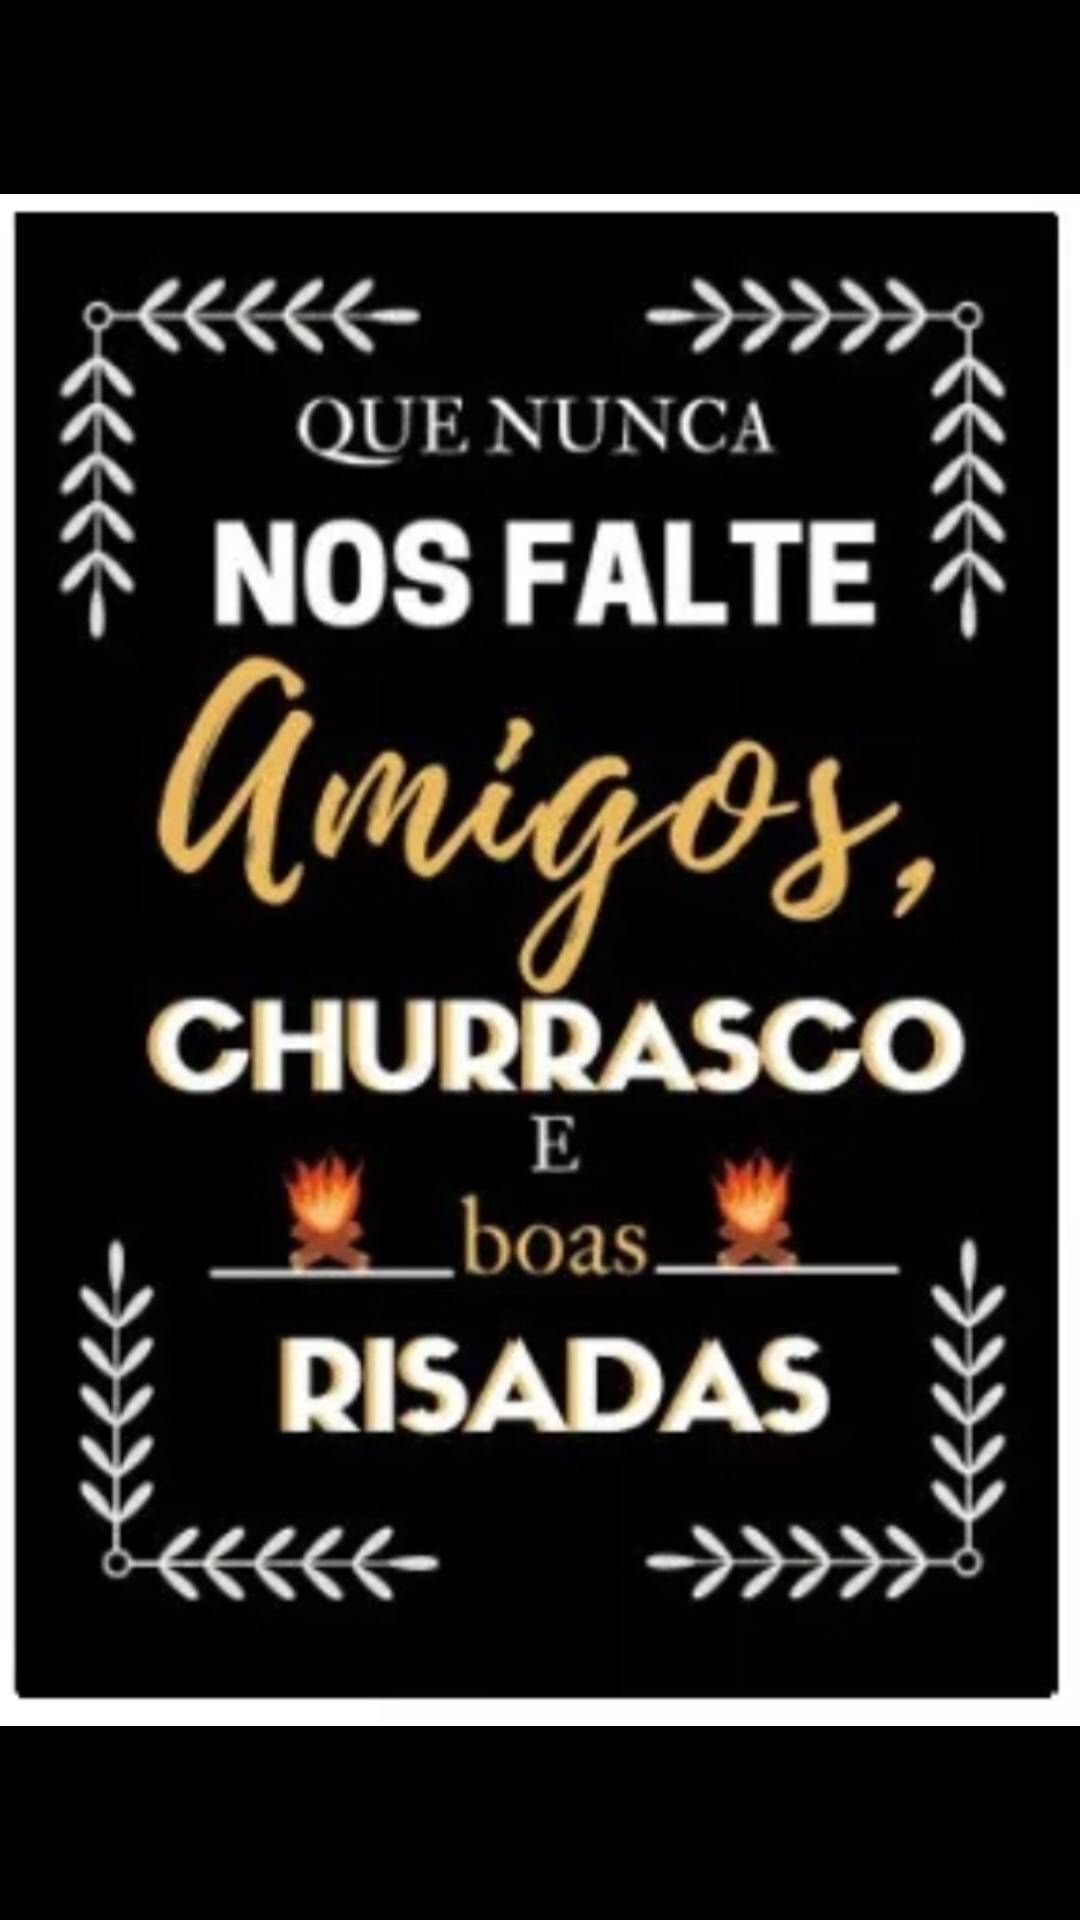 QUE NUNCA
NOS FALTE
Amigos,
CHURRASCO
E
boas
RISADAS